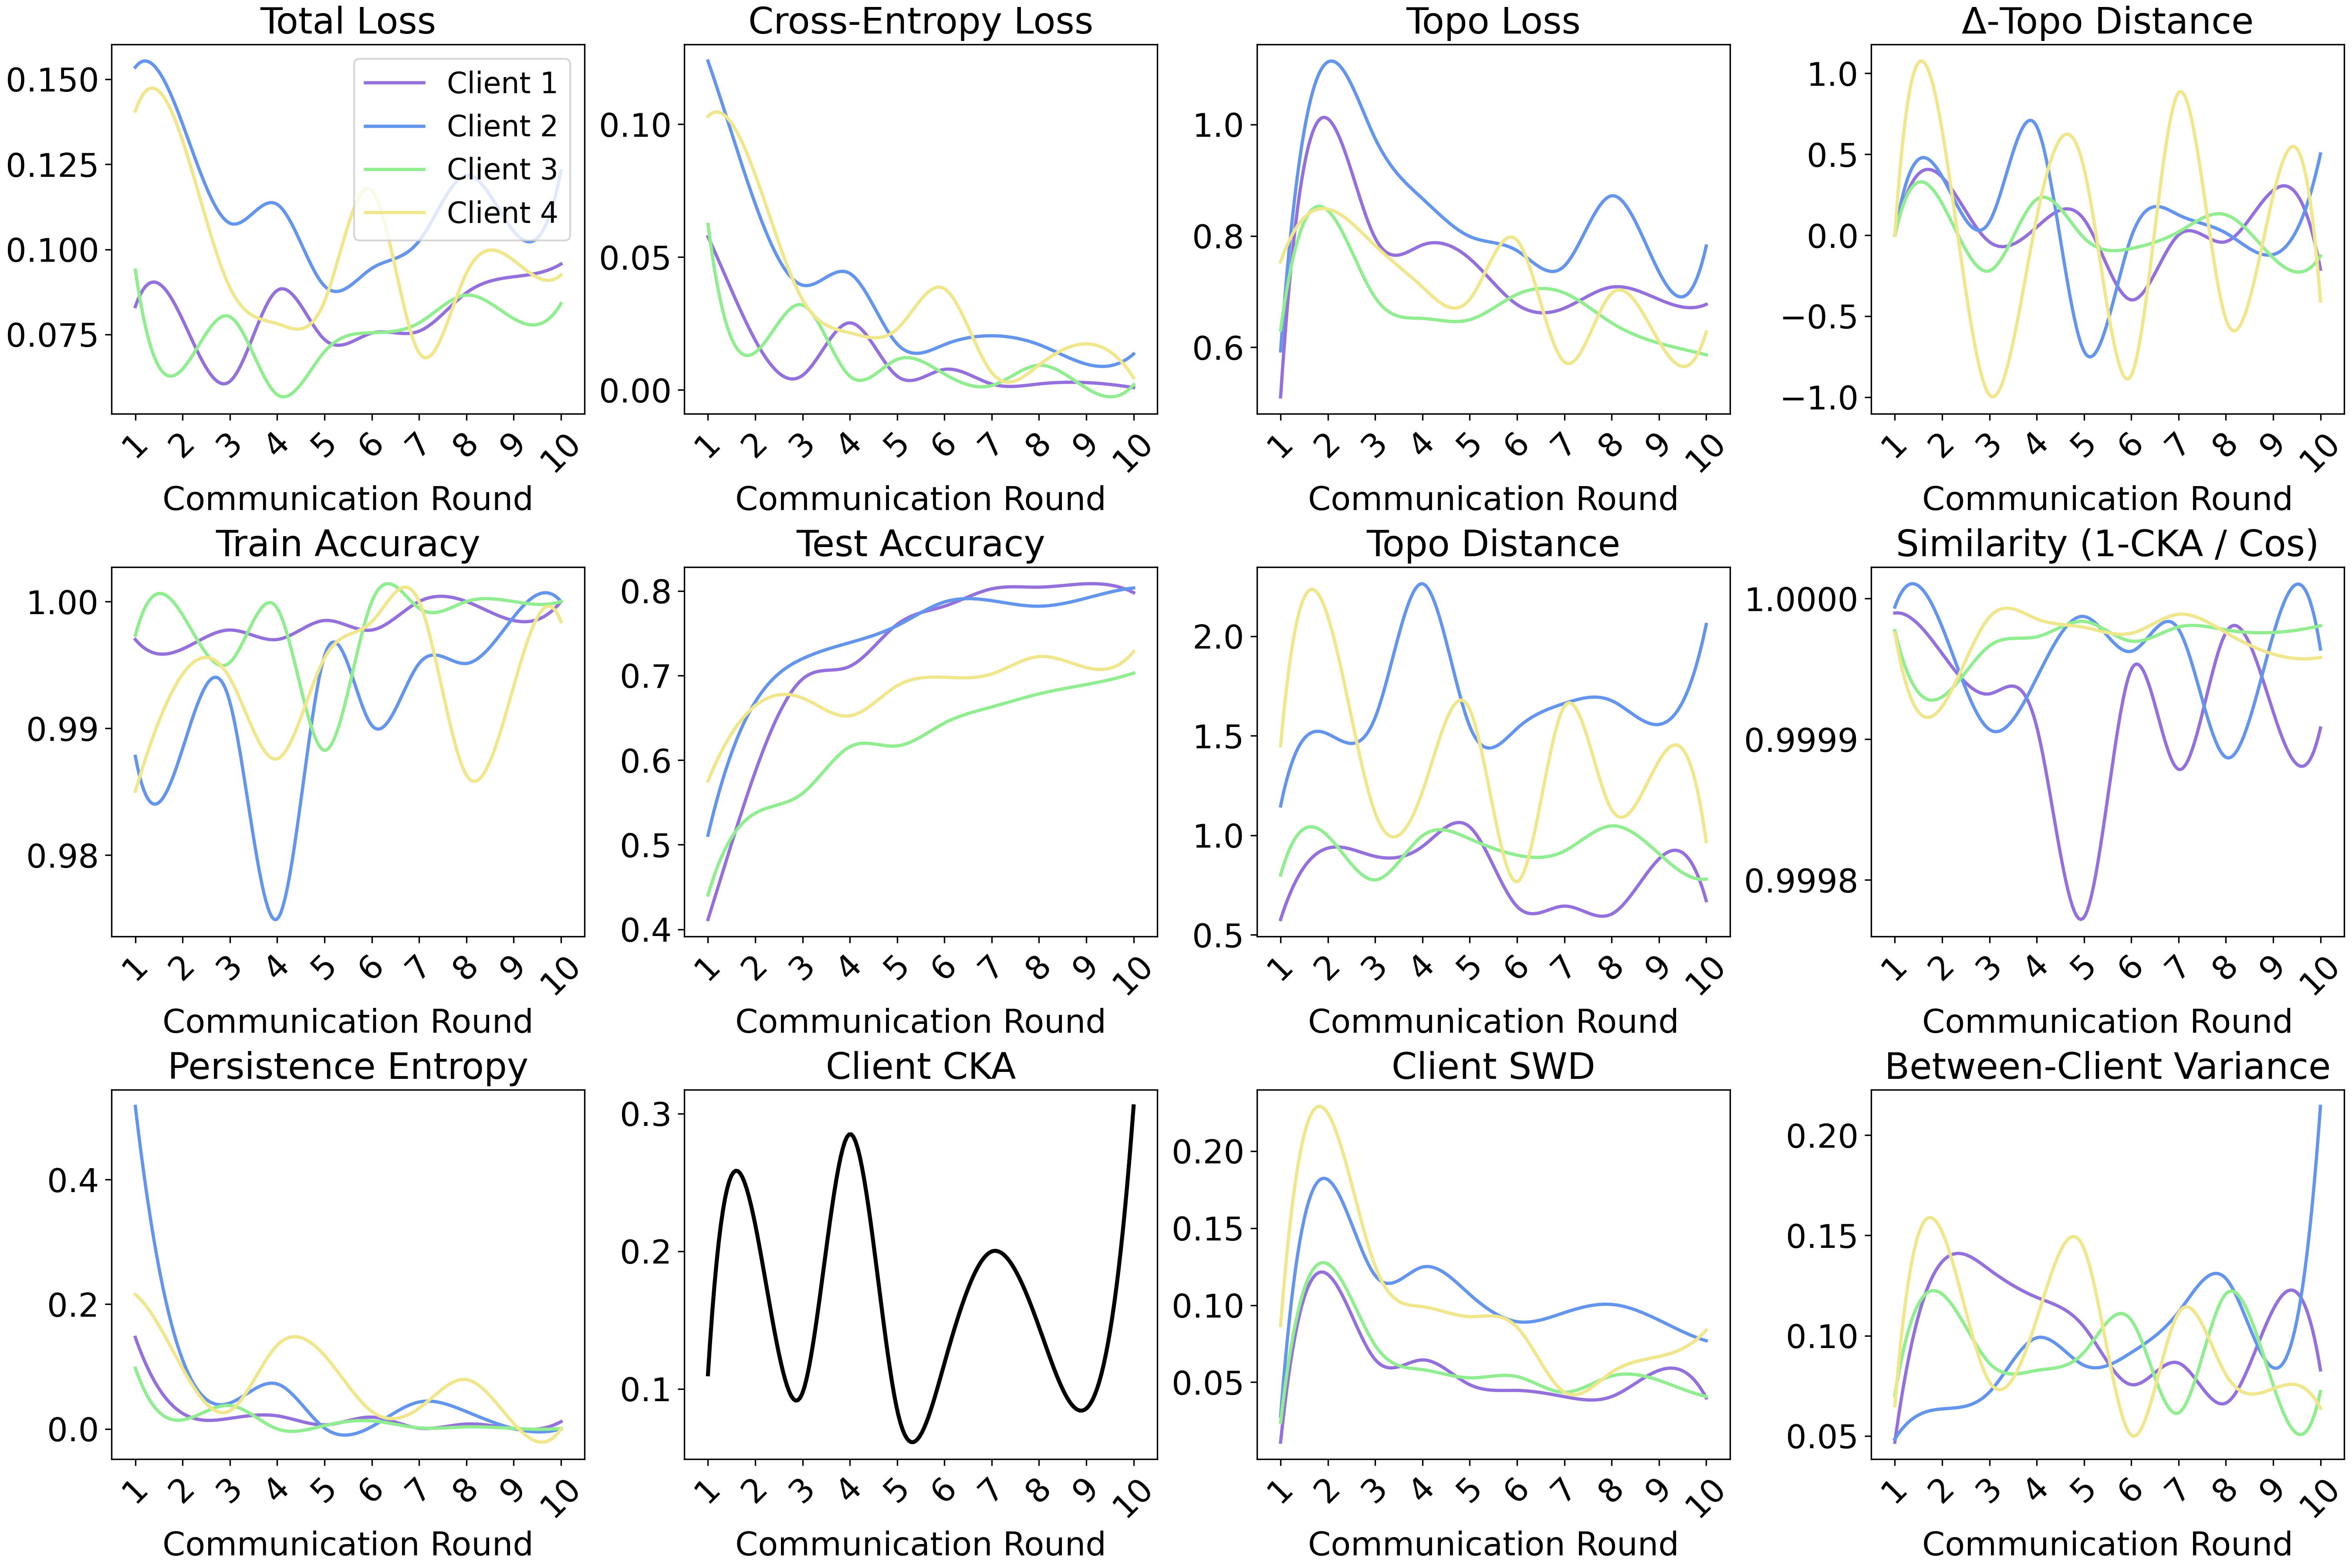 Total Loss
0.150
0.125
0.100
0.075
Client 1
Client 2
Client 3
Client 4
1 2 3 4 5 6 7 8 9 10
Communication Round
Cross-Entropy Loss
0.10
0.05
0.00
1 2 3 4 5 6 7 8 9 10
Communication Round
Topo Loss
1.0
0.8
0.6
1 2 3 4 5 6 7 8 9 10
Communication Round
Δ-Topo Distance
1.0
0.5
0.0
−0.5
−1.0
1 2 3 4 5 6 7 8 9 10
Communication Round
Train Accuracy
1.00
0.99
0.98
1 2 3 4 5 6 7 8 9 10
Communication Round
Test Accuracy
0.8
0.7
0.6
0.5
0.4
1 2 3 4 5 6 7 8 9 10
Communication Round
Topo Distance
2.0
1.5
1.0
0.5
1 2 3 4 5 6 7 8 9 10
Communication Round
Similarity (1-CKA / Cos)
1.0000
0.9999
0.9998
1 2 3 4 5 6 7 8 9 10
Communication Round
Persistence Entropy
0.4
0.2
0.0
1 2 3 4 5 6 7 8 9 10
Communication Round
Client CKA
0.3
0.2
0.1
1 2 3 4 5 6 7 8 9 10
Communication Round
Client SWD
0.20
0.15
0.10
0.05
1 2 3 4 5 6 7 8 9 10
Communication Round
Between-Client Variance
0.20
0.15
0.10
0.05
1 2 3 4 5 6 7 8 9 10
Communication Round